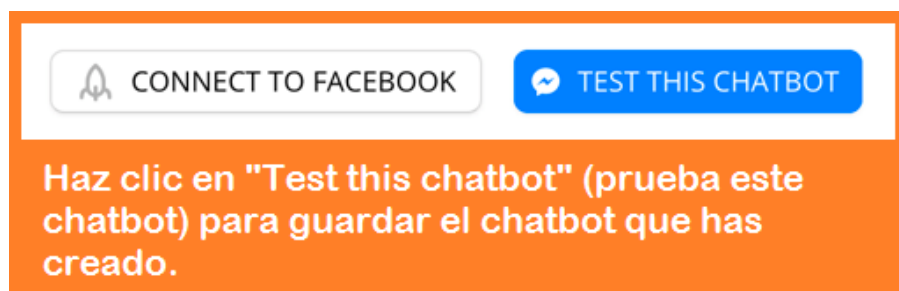 CONNECT TO FACEBOOK TEST THIS CHATBOT
Haz clic en "Test this chatbot" (prueba este
chatbot) para guardar el chatbot que has
creado.